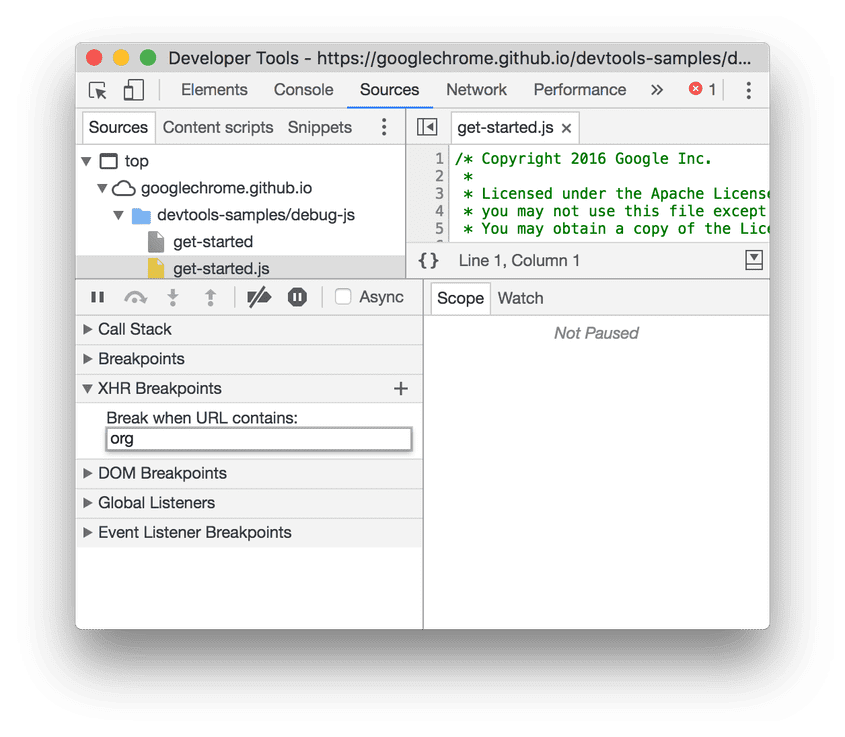 Developer Tools - https://googlechrome.github.io/devtools-samples/d...
Elements Console Sources Network Performance » 1
Sources Content scripts Snippets
get-started.js ×
top
googlechrome.github.io
devtools-samples/debug-js
get-started
get-started.js
1 /* Copyright 2016 Google Inc.
2 *
3 * Licensed under the Apache License
4 * you may not use this file except
5 * You may obtain a copy of the Lice
{} Line 1, Column 1
Async
Call Stack
Breakpoints
XHR Breakpoints +
Break when URL contains:
org
DOM Breakpoints
Global Listeners
Event Listener Breakpoints
Scope Watch
Not Paused